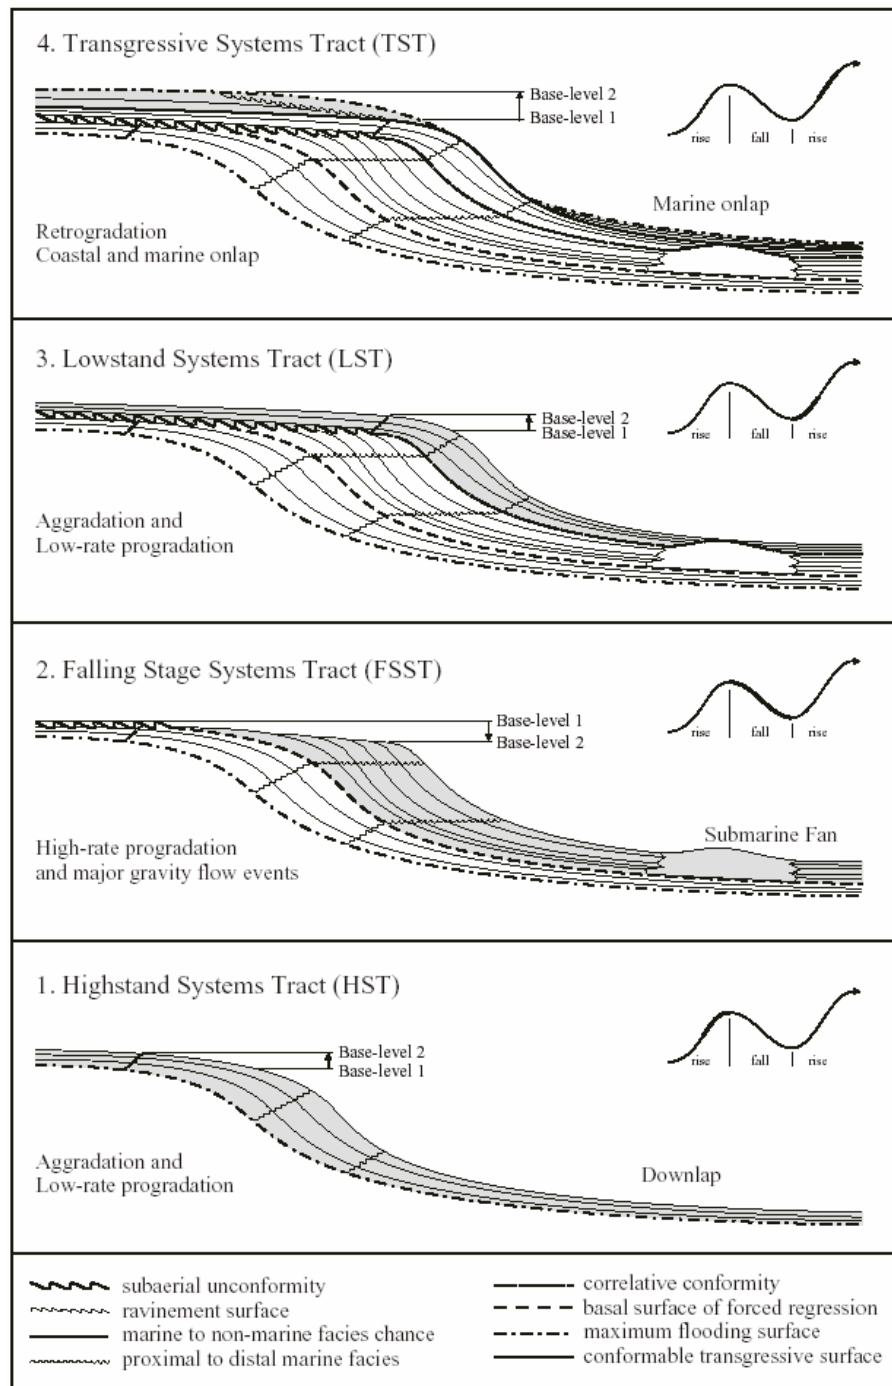 4. Transgressive Systems Tract (TST)
Base-level 2
Base-level 1
rise
fall
rise
Marine onlap
Retrogradation
Coastal and marine onlap
3. Lowstand Systems Tract (LST)
Base-level 2
Base-level 1
rise
fall
rise
Aggradation and
Low-rate progradation
2. Falling Stage Systems Tract (FSST)
Base-level 1
Base-level 2
rise
fall
rise
Submarine Fan
High-rate progradation
and major gravity flow events
1. Highstand Systems Tract (HST)
Base-level 2
Base-level 1
rise
fall
rise
Aggradation and
Low-rate progradation
Downlap
subaerial unconformity
ravinement surface
marine to non-marine facies chance
proximal to distal marine facies
correlative conformity
basal surface of forced regression
maximum flooding surface
conformable transgressive surface